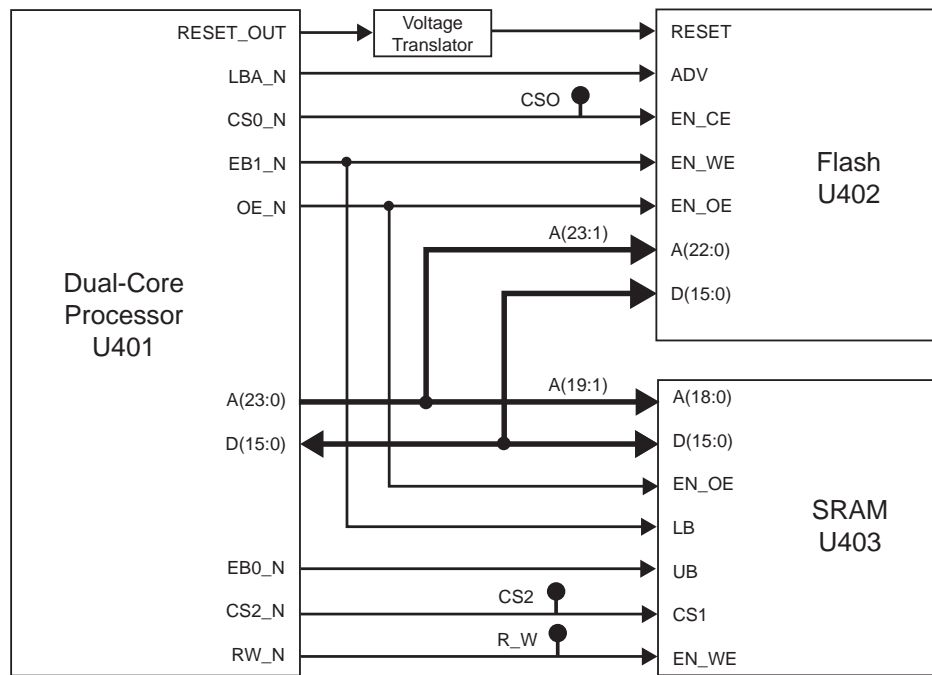 RESET_OUT
LBA_N
CS0_N
EB1_N
OE_N
Dual-Core
Processor
U401
A(23:0)
D(15:0)
EB0_N
CS2_N
RW_N
Voltage
Translator
CSO
A(23:1)
A(19:1)
CS2
R_W
RESET
ADV
EN_CE
EN_WE
EN_OE
A(22:0)
D(15:0)
Flash
U402
A(18:0)
D(15:0)
EN_OE
LB
UB
CS1
EN_WE
SRAM
U403